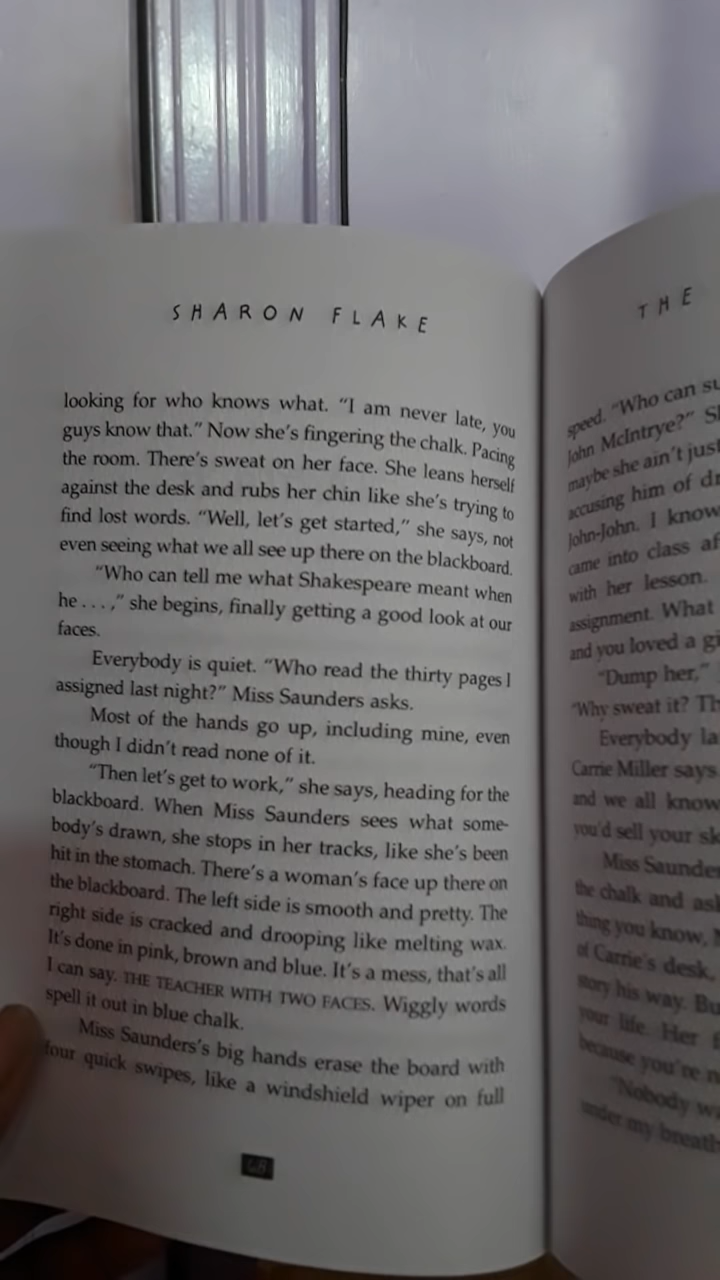 SHARON FLAKE
looking for who knows what. “I am never late, you
guys know that.” Now she’s fingering the chalk. Pacing
the room. There’s sweat on her face. She leans herself
against the desk and rubs her chin like she’s trying to
find lost words. “Well, let’s get started,” she says, not
even seeing what we all see up there on the blackboard.
“Who can tell me what Shakespeare meant when
he . . . ,” she begins, finally getting a good look at our
faces.
Everybody is quiet. “Who read the thirty pages I
assigned last night?” Miss Saunders asks.
Most of the hands go up, including mine, even
though I didn’t read none of it.
“Then let’s get to work,” she says, heading for the
blackboard. When Miss Saunders sees what some-
body’s drawn, she stops in her tracks, like she’s been
hit in the stomach. There’s a woman’s face up there on
the blackboard. The left side is smooth and pretty. The
right side is cracked and drooping like melting wax.
It’s done in pink, brown and blue. It’s a mess, that’s all
I can say. THE TEACHER WITH TWO FACES. Wiggly words
spell it out in blue chalk.
Miss Saunders’s big hands erase the board with
four quick swipes, like a windshield wiper on full
68
THE
speed. “Who can
John McIntrye?”
maybe she ain’t just
accusing him of
John-John. I know
came into class
with her lesson.
assignment. What
and you loved a
“Dump her,”
“Why sweat it?
Everybody
Carrie Miller says
and we all know
you’d sell your
Miss
the chalk and
thing you know,
of Carrie’s desk,
story his way.
your life. Her
because you’re
“Nobody
under my breath